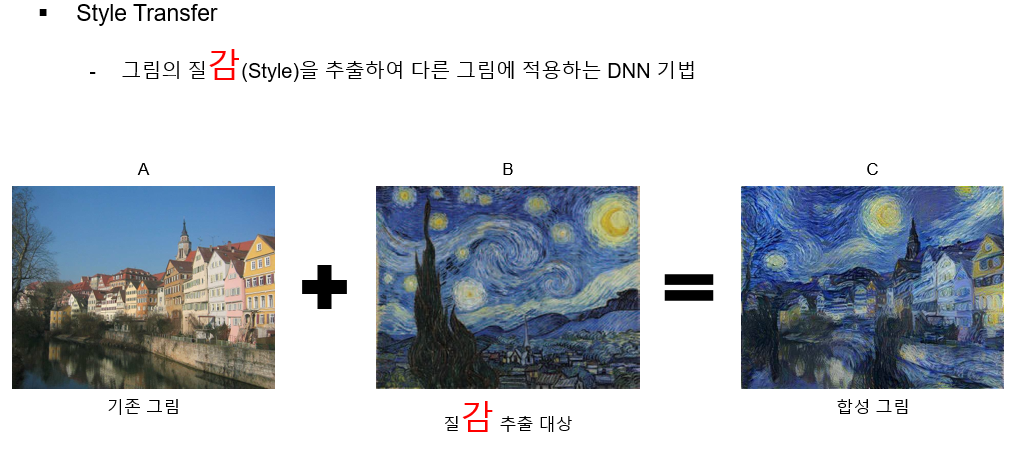 ▪ Style Transfer
- 그림의 질감(Style)을 추출하여 다른 그림에 적용하는 DNN 기법
A B C
기존 그림 질감 추출 대상 합성 그림